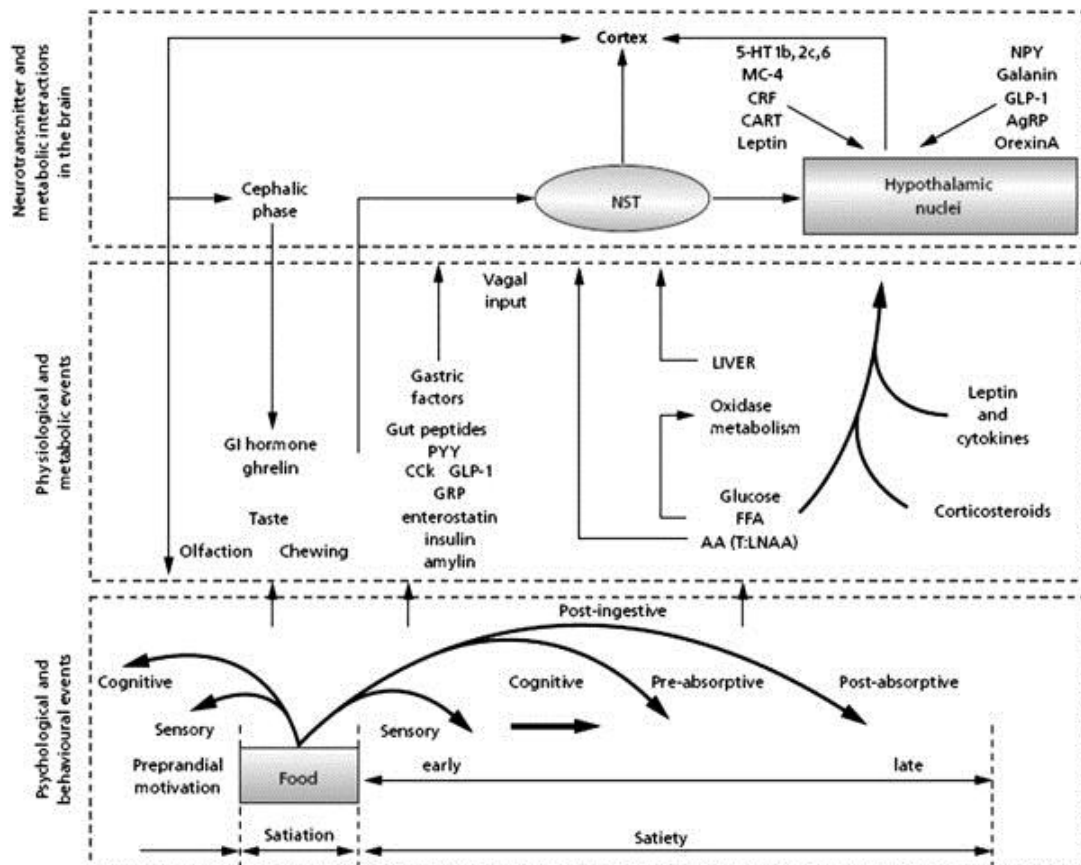 Neurotransmitter and
metabolic interactions
in the brain
Cortex
5-HT 1b, 2c,6
MC-4
CRF
CART
Leptin
NPY
Galanin
GLP-1
AgRP
OrexinA
Cephalic
phase
NST
Hypothalamic
nuclei
Physiological and
metabolic events
Vagal
input
Gastric
factors
Gut peptides
PYY
CCk GLP-1
GRP
enterostatin
insulin
amylin
GI hormone
ghrelin
Taste
Olfaction Chewing
LIVER
Oxidase
metabolism
Glucose
FFA
AA (T:LNAA)
Leptin
and
cytokines
Corticosteroids
Psychological and
behavioural events
Post-ingestive
Cognitive
Sensory
Preprandial
motivation
Food
Sensory
Cognitive
Pre-absorptive
Post-absorptive
early
late
Satiation
Satiety